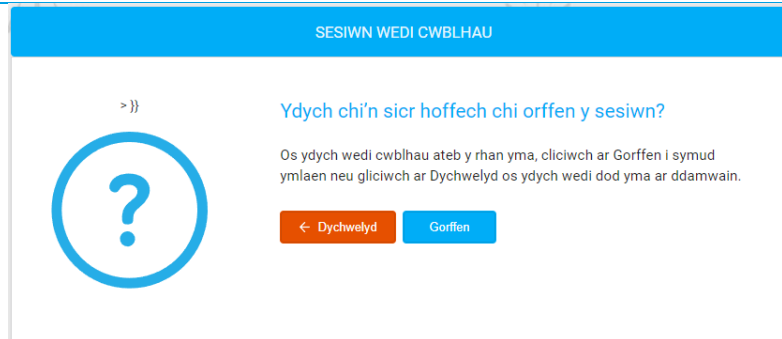 SESIWN WEDI CWBLHAU
> }}
Ydych chi’n sicr hoffech chi orffen y sesiwn?
Os ydych wedi cwblhau ateb y rhan yma, cliciwch ar Gorffen i symud
ymlaen neu gliciwch ar Dychwelyd os ydych wedi dod yma ar ddamwain.
← Dychwelyd
Gorffen